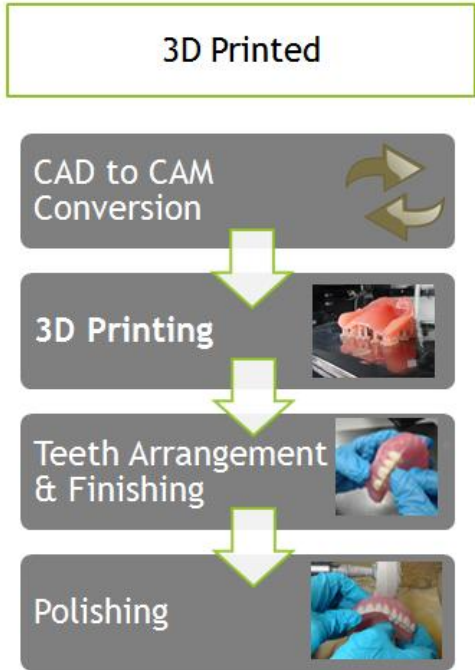 3D Printed
CAD to CAM
Conversion
3D Printing
Teeth Arrangement
& Finishing
Polishing